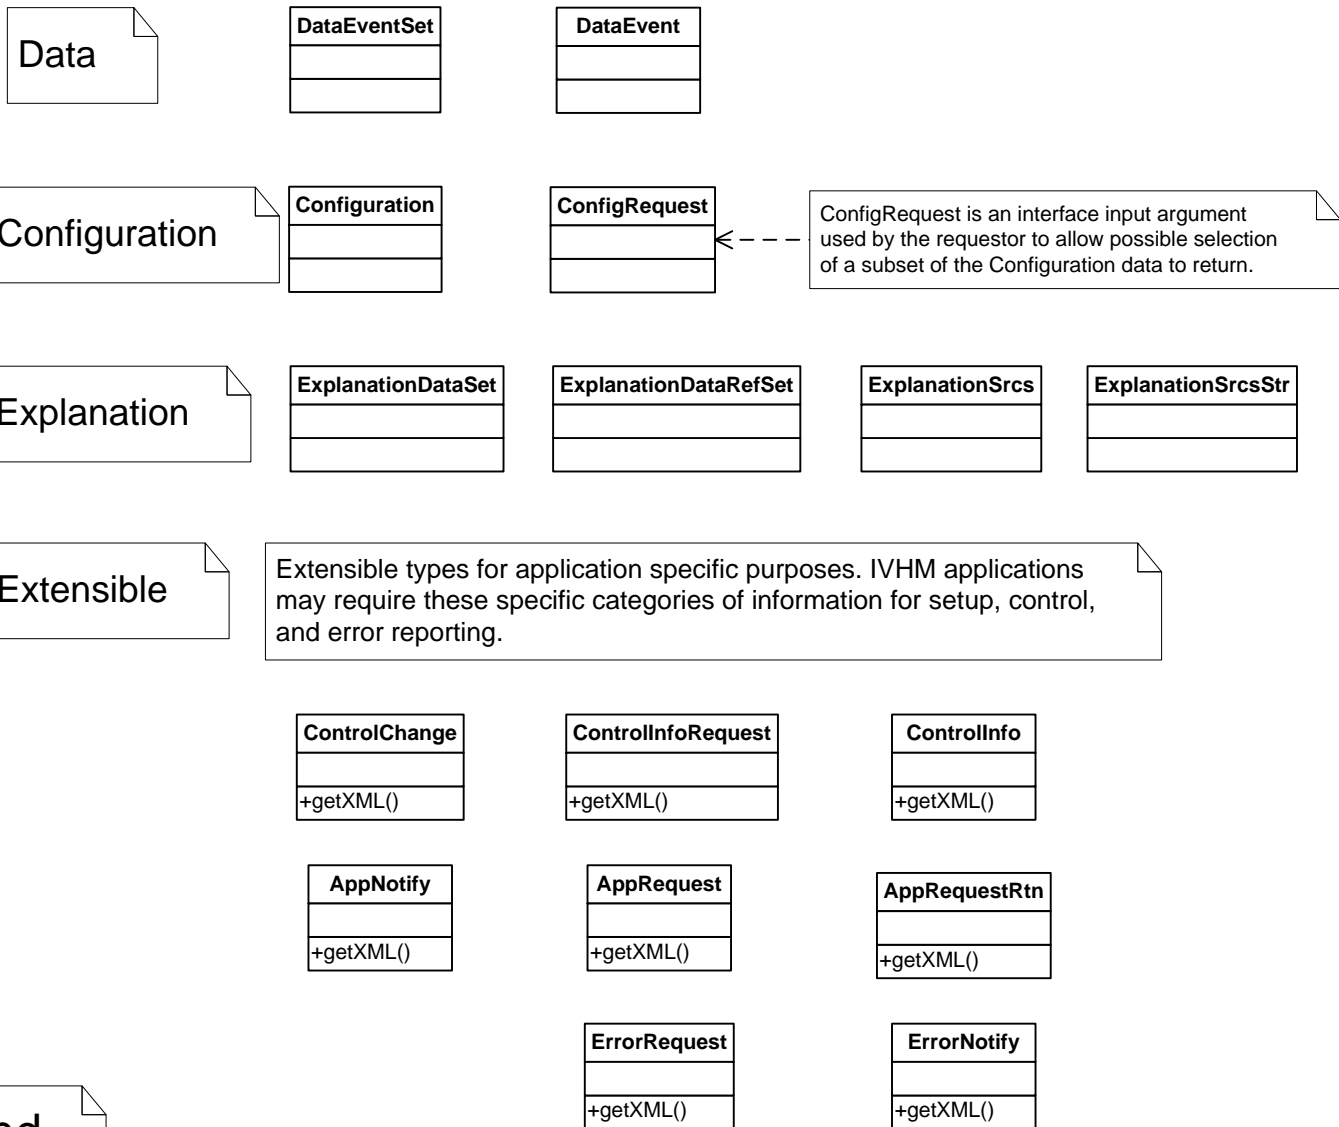 Data
DataEventSet
DataEvent
Configuration
Configuration
ConfigRequest
ConfigRequest is an interface input argument
used by the requestor to allow possible selection
of a subset of the Configuration data to return.
Explanation
ExplanationDataSet
ExplanationDataRefSet
ExplanationSrcs
ExplanationSrcsStr
Extensible
Extensible types for application specific purposes. IVHM applications
may require these specific categories of information for setup, control,
and error reporting.
ControlChange
+getXML()
ControlInfoRequest
+getXML()
ControlInfo
+getXML()
AppNotify
+getXML()
AppRequest
+getXML()
AppRequestRtn
+getXML()
ErrorRequest
+getXML()
ErrorNotify
+getXML()